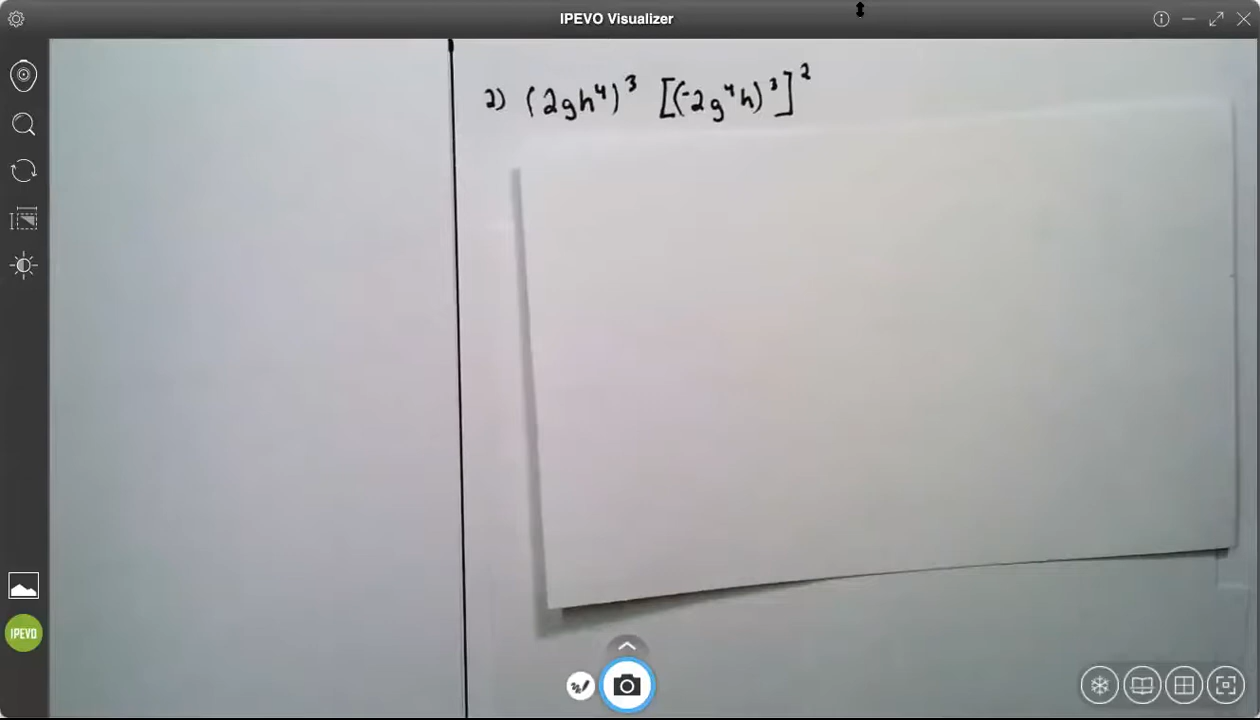 IPEVO Visualizer
2) (2gh⁴)³ [(-2g⁴h)³]²
IPEVO